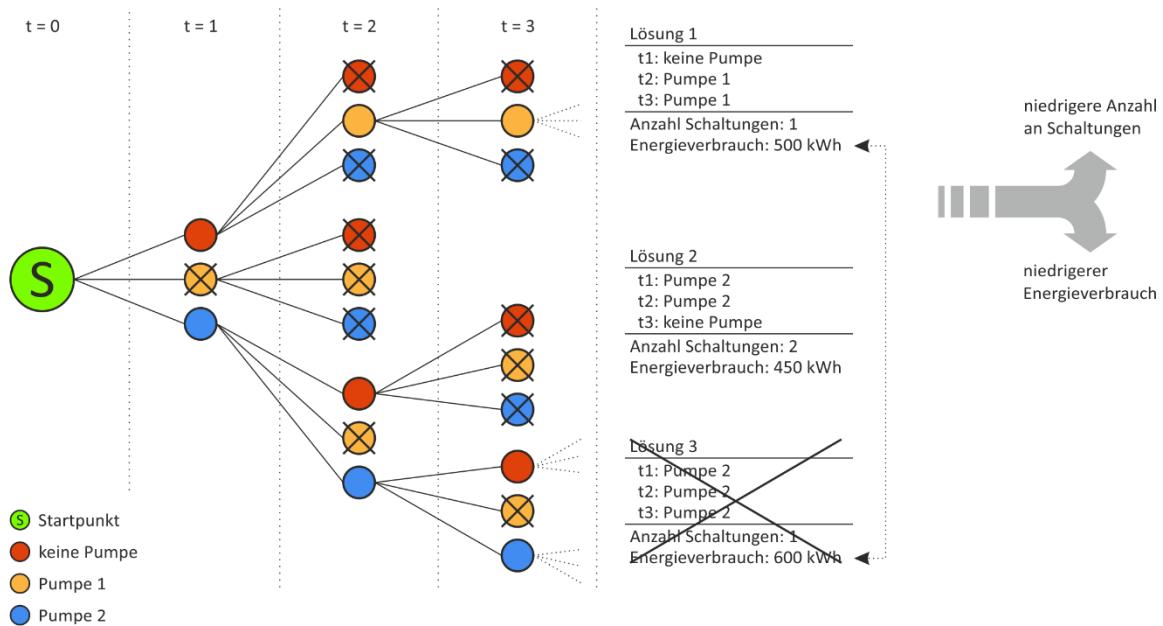 t = 0
t = 1
t = 2
t = 3
S
S Startpunkt
keine Pumpe
Pumpe 1
Pumpe 2
Lösung 1
t1: keine Pumpe
t2: Pumpe 1
t3: Pumpe 1
Anzahl Schaltungen: 1
Energieverbrauch: 500 kWh
Lösung 2
t1: Pumpe 2
t2: Pumpe 2
t3: keine Pumpe
Anzahl Schaltungen: 2
Energieverbrauch: 450 kWh
Lösung 3
t1: Pumpe 2
t2: Pumpe 2
t3: Pumpe 2
Anzahl Schaltungen: 1
Energieverbrauch: 600 kWh
niedrigere Anzahl
an Schaltungen
niedrigerer
Energieverbrauch